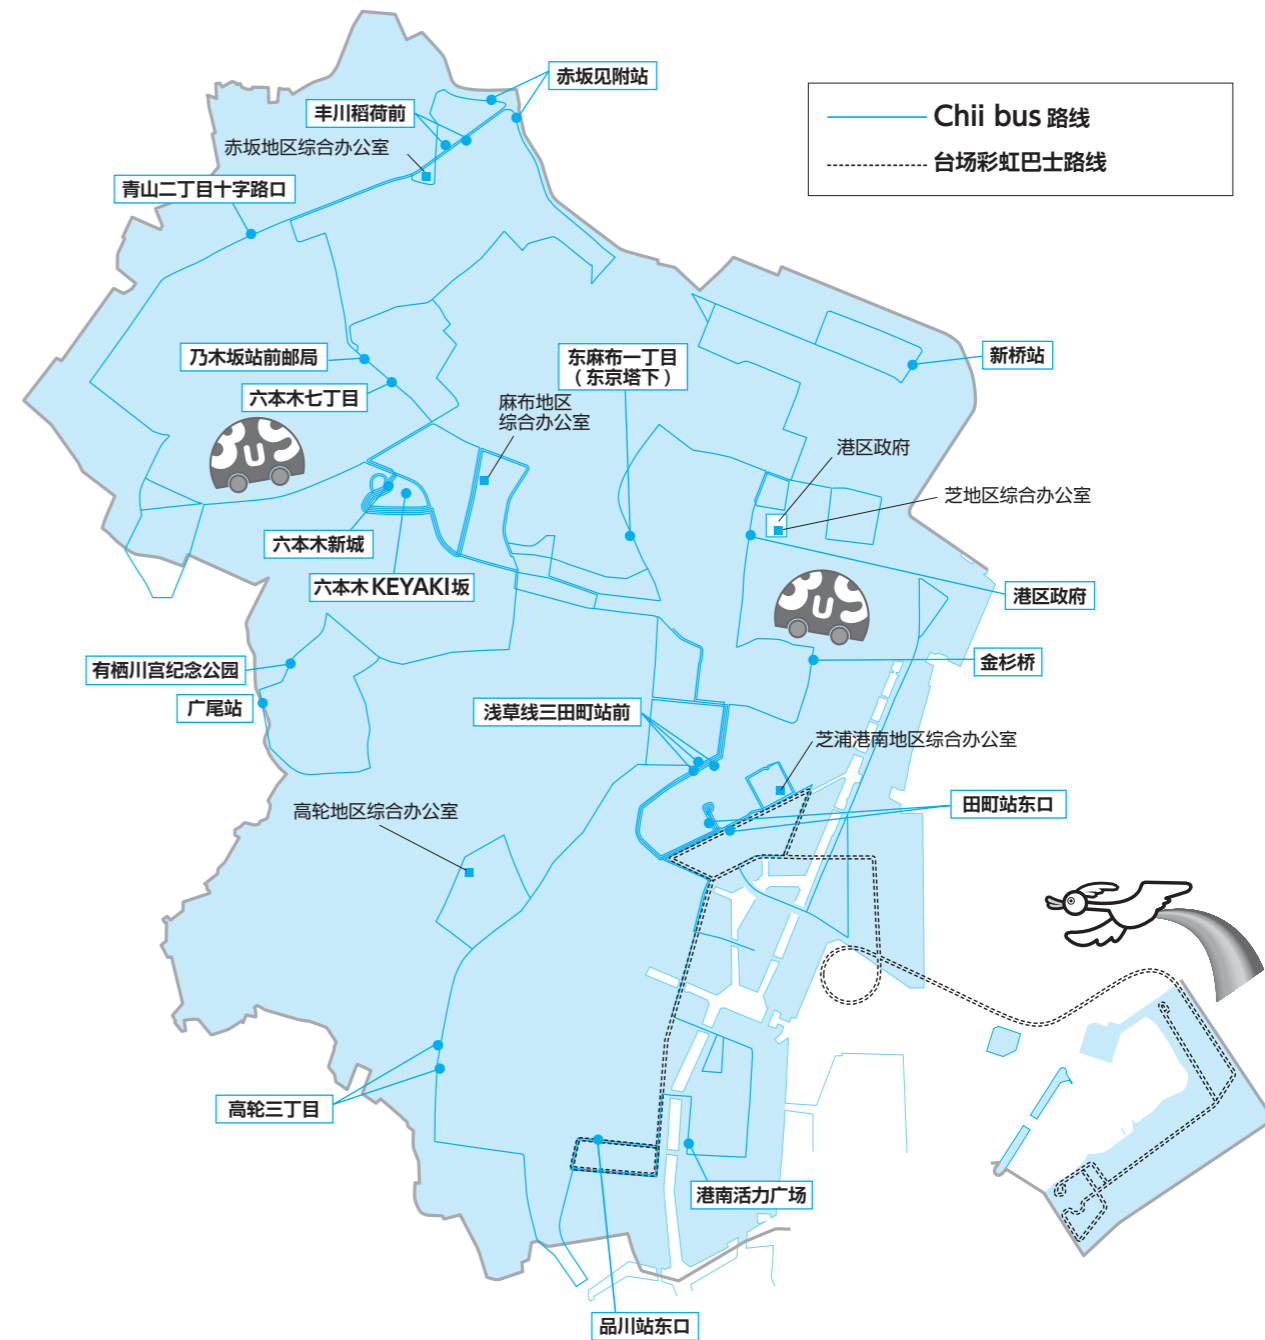 赤坂见附站
丰川稻荷前
赤坂地区综合办公室
青山二丁目十字路口
Chii bus 路线
台场彩虹巴士路线
乃木坂站前邮局
六本木七丁目
东麻布一丁目
（东京塔下）
新桥站
麻布地区
综合办公室
BUS
港区政府
芝地区综合办公室
六本木新城
六本木 KEYAKI 坂
BUS
港区政府
有栖川宫纪念公园
广尾站
金杉桥
浅草线三田町站前
芝浦港南地区综合办公室
高轮地区综合办公室
田町站东口
高轮三丁目
港南活力广场
品川站东口